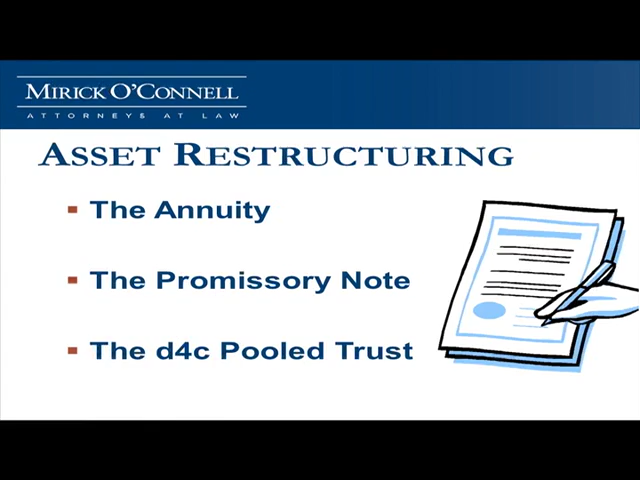 MIRICK O'CONNELL
ATTORNEYS AT LAW
ASSET RESTRUCTURING
The Annuity
The Promissory Note
The d4c Pooled Trust